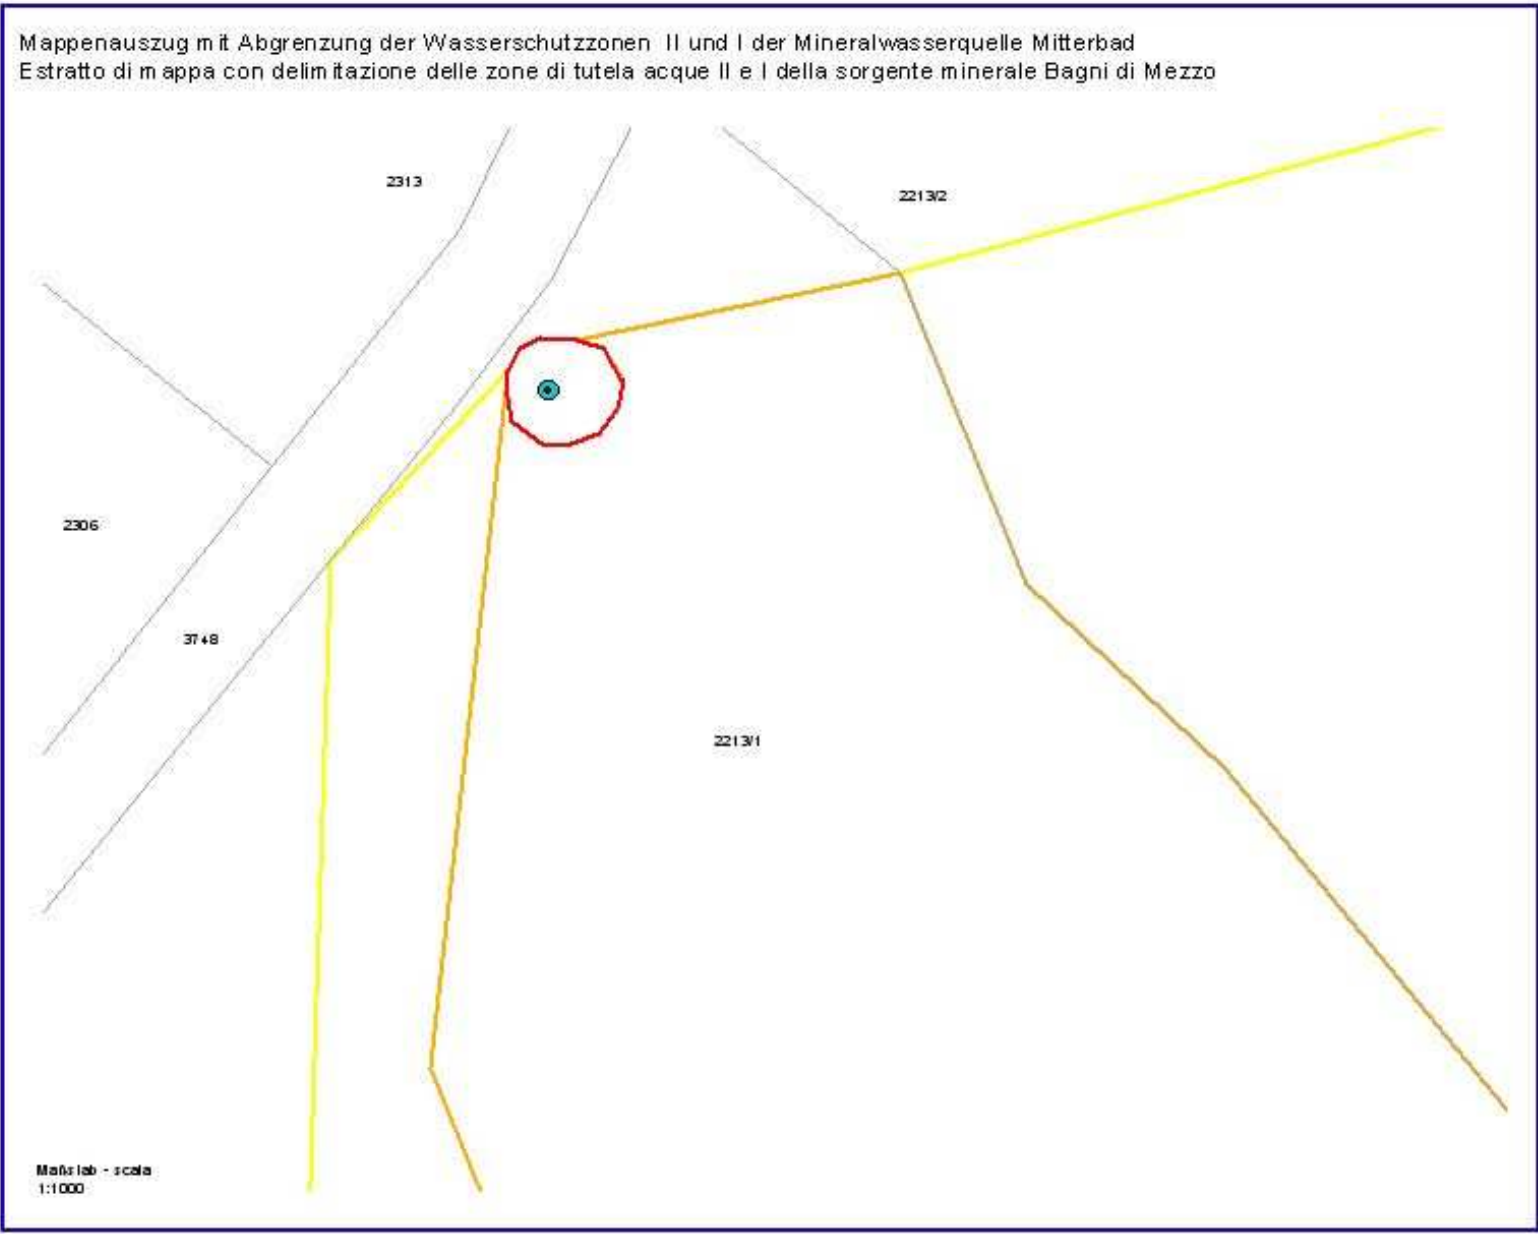 Mappenauszug mit Abgrenzung der Wasserschutzzonen II und I der Mineralwasserquelle Mitterbad
Estratto di mappa con delimitazione delle zone di tutela acque II e I della sorgente minerale Bagni di Mezzo
2313
2213/2
2306
3748
2213/1
Maßslab - scala
1:1000